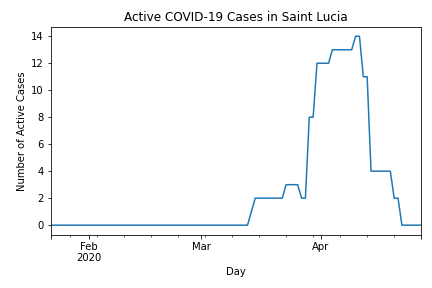 Active COVID-19 Cases in Saint Lucia
Number of Active Cases
14
12
10
8
6
4
2
0
Feb
2020
Mar
Apr
Day